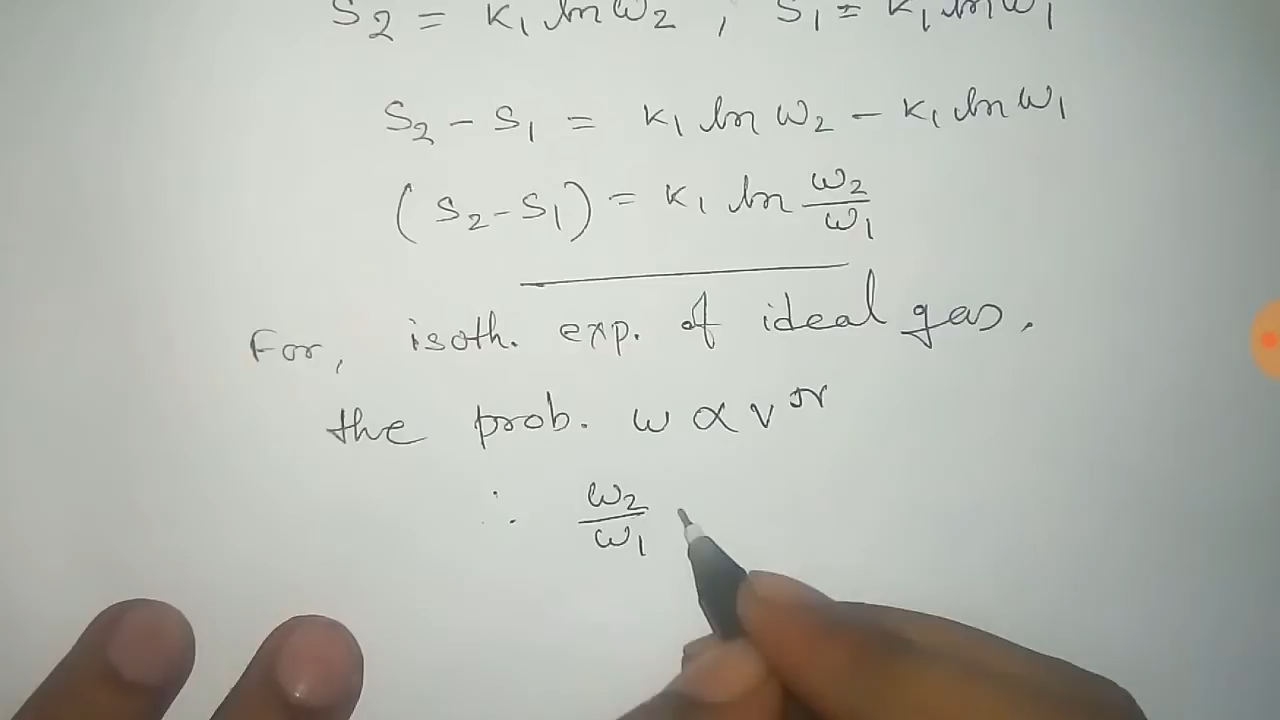 S₂ = K₁ ln ω₂ , S₁ = K₁ ln ω₁
S₂ - S₁ = K₁ ln ω₂ - K₁ ln ω₁
(S₂ - S₁) = K₁ ln ω₂/ω₁
For, isoth. exp. of ideal gas.
the prob. ω ∝ v^N
∴ ω₂/ω₁